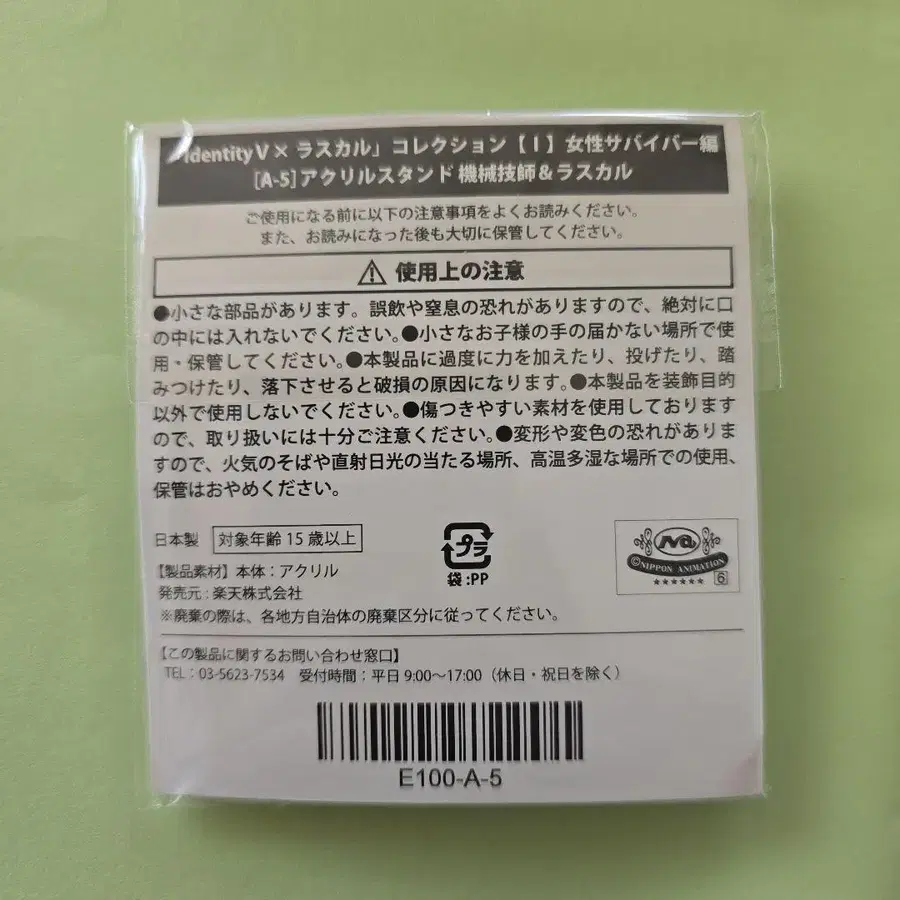 「IdentityⅤ× ラスカル」コレクション【Ⅰ】女性サバイバー編
[A-5]アクリルスタンド 機械技師＆ラスカル
ご使用になる前に以下の注意事項をよくお読みください。
また、お読みになった後も大切に保管してください。
⚠ 使用上の注意
●小さな部品があります。誤飲や窒息の恐れがありますので、絶対に口
の中には入れないでください。●小さなお子様の手の届かない場所で使
用・保管してください。●本製品に過度に力を加えたり、投げたり、踏
みつけたり、落下させると破損の原因になります。●本製品を装飾目的
以外で使用しないでください。●傷つきやすい素材を使用しております
ので、取り扱いには十分ご注意ください。●変形や変色の恐れがありま
すので、火気のそばや直射日光の当たる場所、高温多湿な場所での使用、
保管はおやめください。
日本製 対象年齢 15 歳以上
プラ
袋:PP
【製品素材】本体：アクリル
発売元：楽天株式会社
※廃棄の際は、各地方自治体の廃棄区分に従ってください。
©NIPPON ANIMATION
★★★★★★
6
【この製品に関するお問い合わせ窓口】
TEL：03-5623-7534 受付時間：平日 9:00～17:00（休日・祝日を除く）
E100-A-5